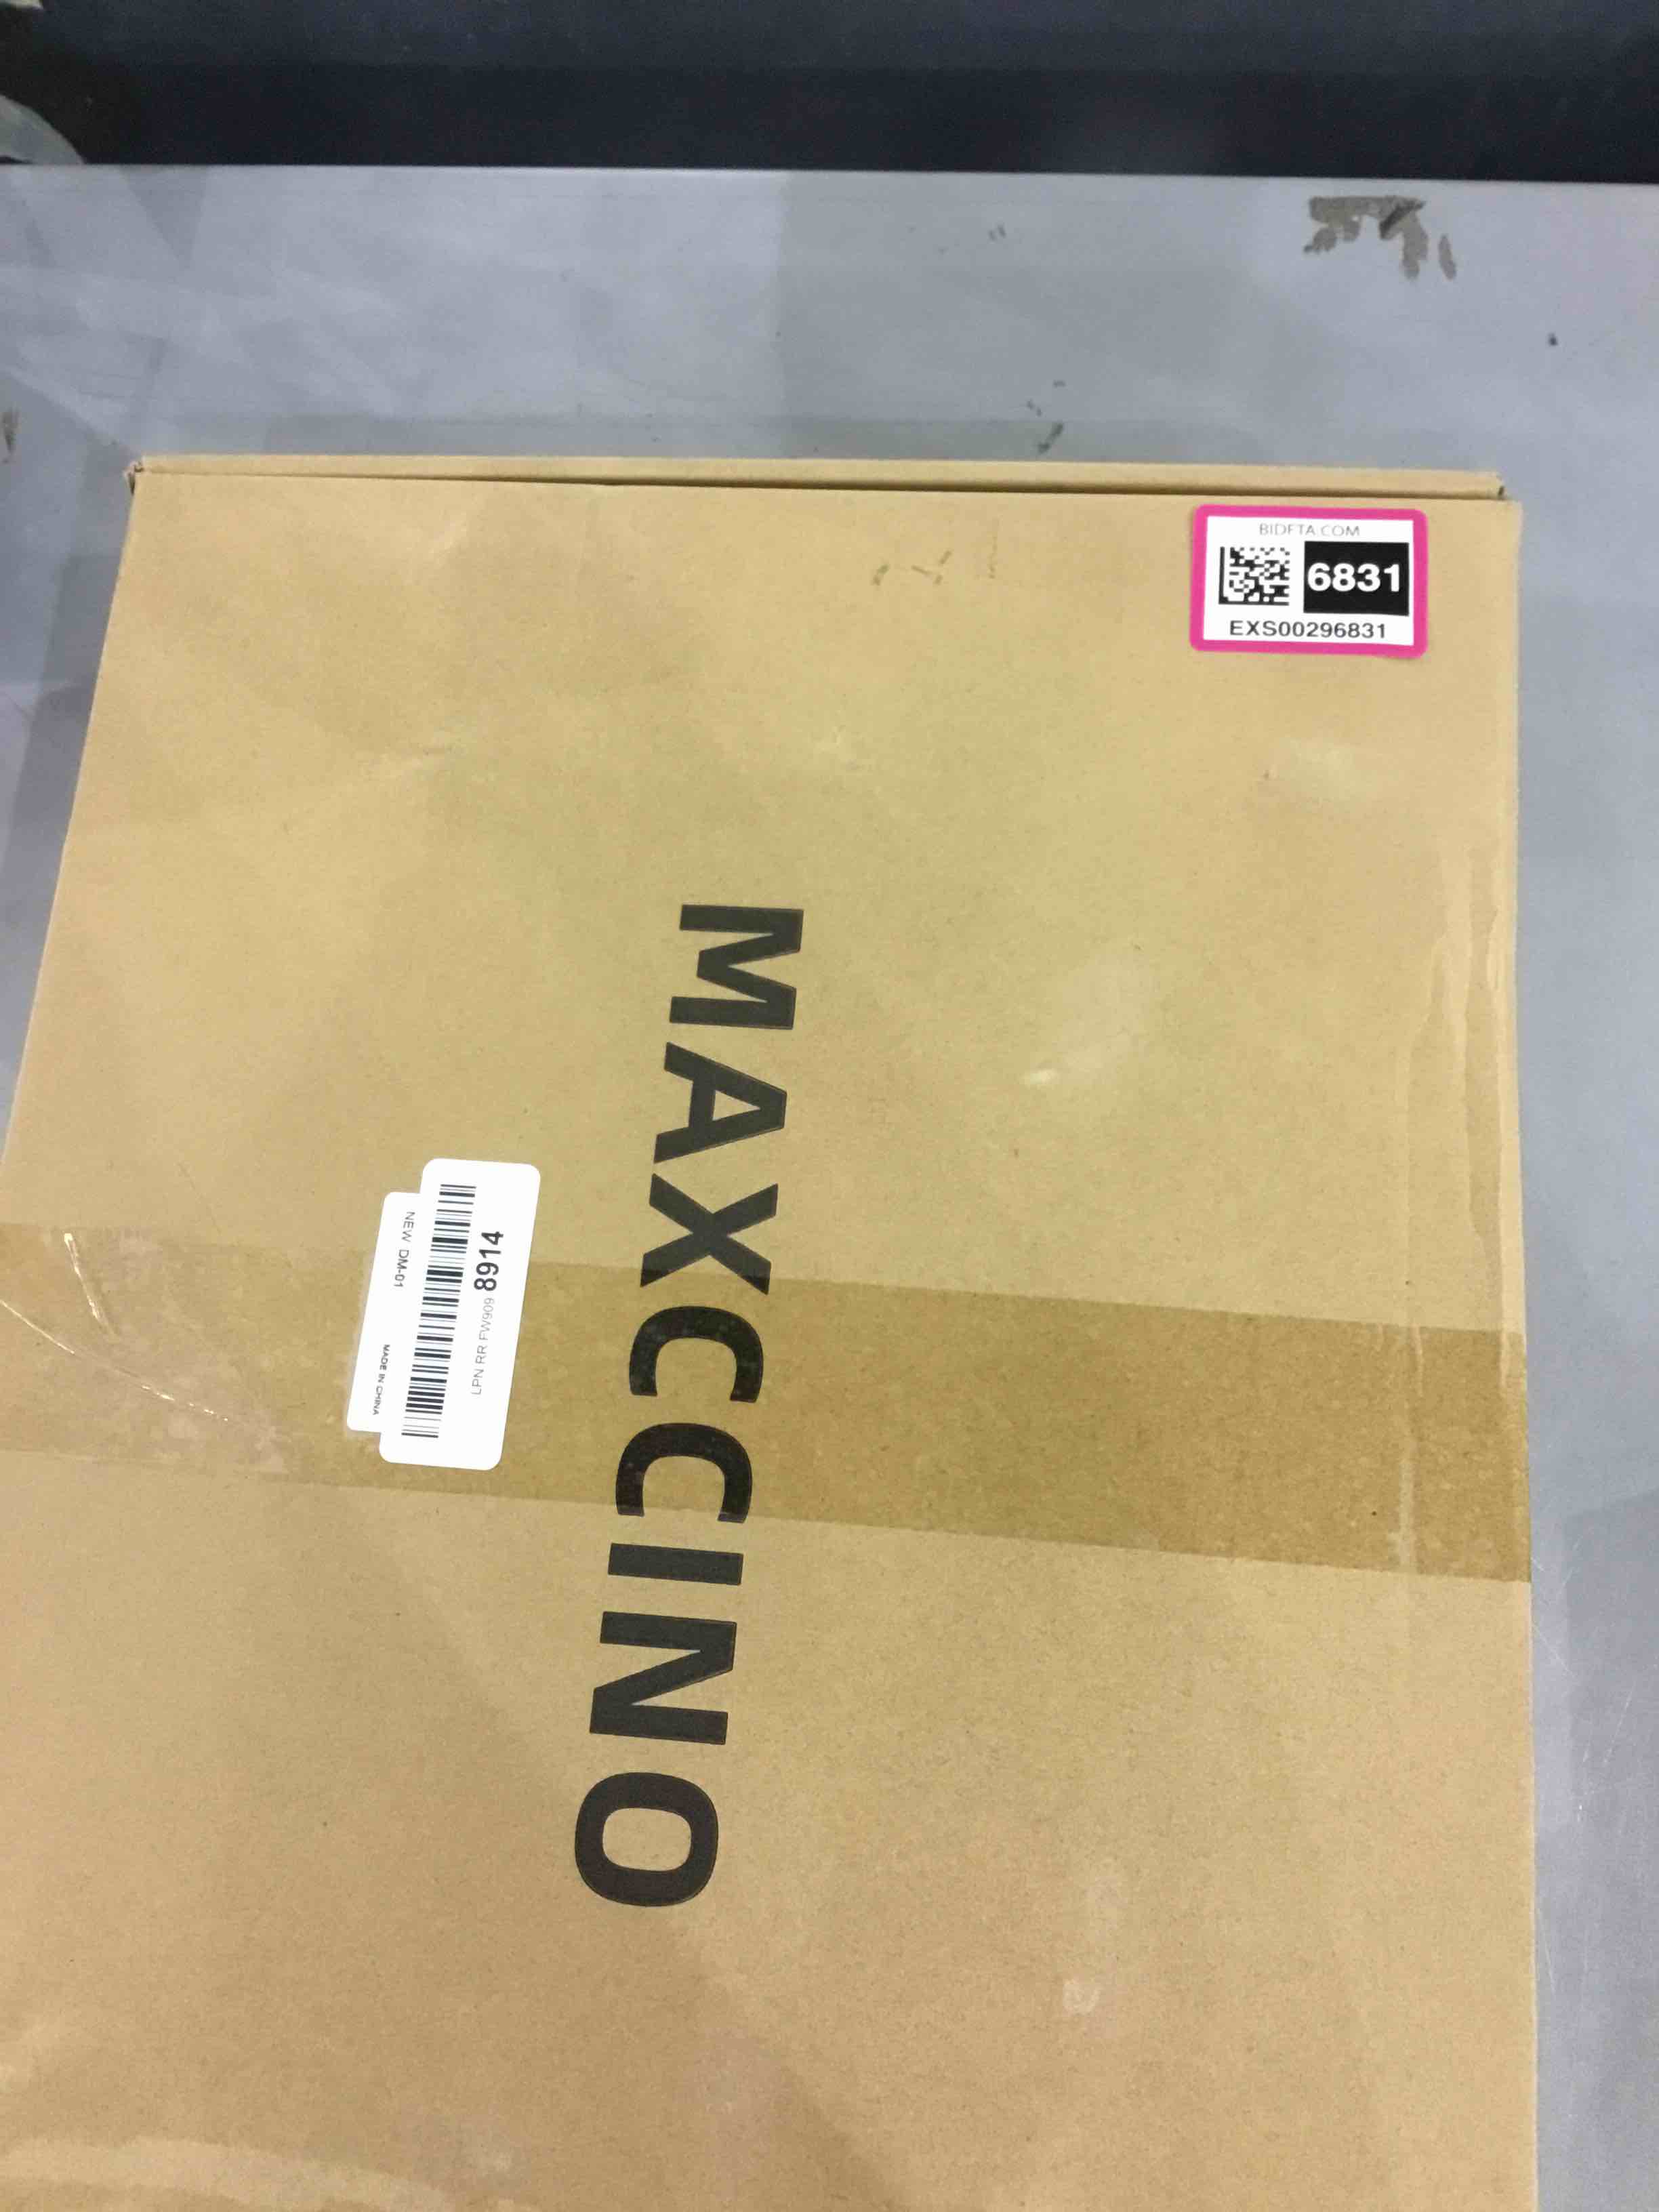 BIDFTA.COM
6831
EXS00296831
MAXCCINO
LPN RR FW909 8914
NEW DM-01
MADE IN CHINA